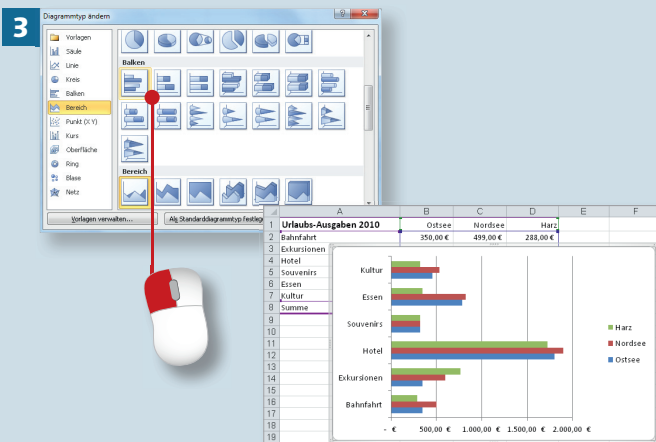 3
Diagrammtyp ändern
Vorlagen
Säule
Linie
Kreis
Balken
Bereich
Punkt (X Y)
Kurs
Oberfläche
Ring
Blase
Netz
Balken
Bereich
Vorlagen verwalten...
Als Standarddiagrammtyp festleg
A B C D E F
1 Urlaubs-Ausgaben 2010 Ostsee Nordsee Harz
2 Bahnfahrt 350,00 € 499,00 € 288,00 €
3 Exkursionen
4 Hotel
5 Souvenirs
6 Essen
7 Kultur
8 Summe
9
10
11
12
13
14
15
16
17
18
19
Kultur
Essen
Souvenirs
Hotel
Exkursionen
Bahnfahrt
- € 500,00 € 1.000,00 € 1.500,00 € 2.000,00 €
Harz
Nordsee
Ostsee